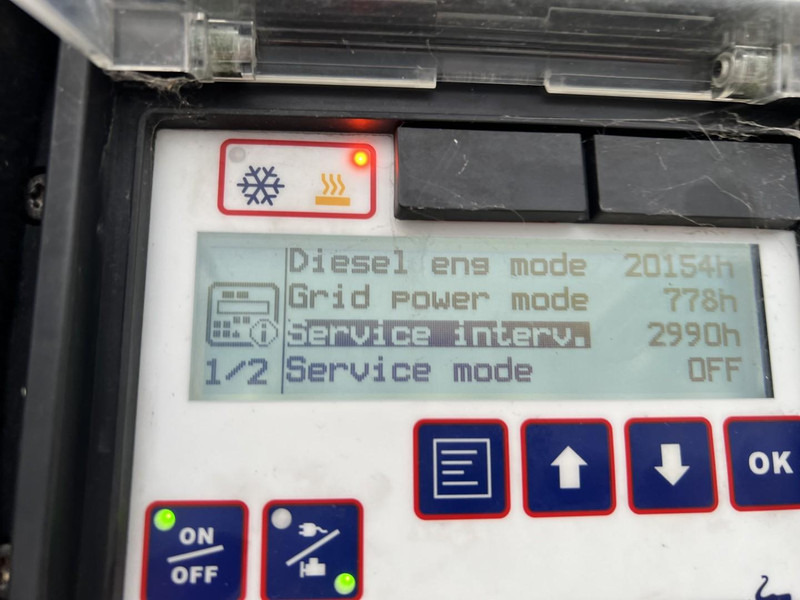 Diesel eng mode 20154h
Grid power mode 778h
Service interv. 2990h
1/2 Service mode OFF
OK
ON
OFF